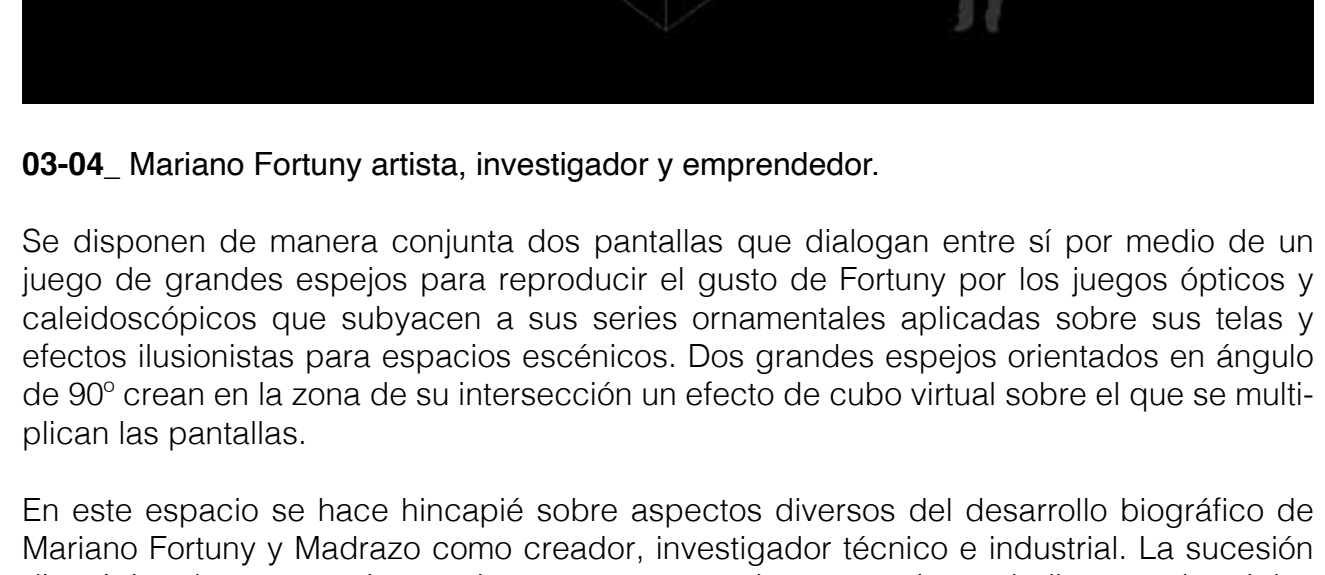 03-04_ Mariano Fortuny artista, investigador y emprendedor.
Se disponen de manera conjunta dos pantallas que dialogan entre sí por medio de un
juego de grandes espejos para reproducir el gusto de Fortuny por los juegos ópticos y
caleidoscópicos que subyacen a sus series ornamentales aplicadas sobre sus telas y
efectos ilusionistas para espacios escénicos. Dos grandes espejos orientados en ángulo
de 90º crean en la zona de su intersección un efecto de cubo virtual sobre el que se multi-
plican las pantallas.
En este espacio se hace hincapié sobre aspectos diversos del desarrollo biográfico de
Mariano Fortuny y Madrazo como creador, investigador técnico e industrial. La sucesión